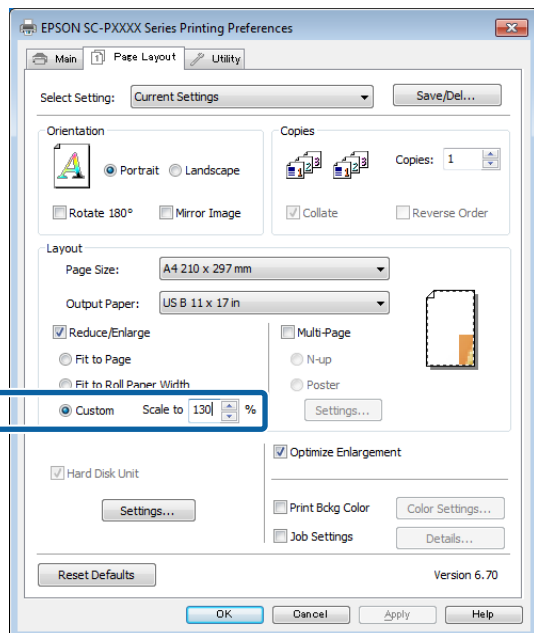 EPSON SC-PXXXX Series Printing Preferences
Main Page Layout Utility
Select Setting: Current Settings Save/Del...
Orientation Copies
Portrait Landscape Copies: 1
Rotate 180° Mirror Image Collate Reverse Order
Layout
Page Size: A4 210 x 297 mm
Output Paper: US B 11 x 17 in
Reduce/Enlarge Multi-Page
Fit to Page N-up
Fit to Roll Paper Width Poster
Custom Scale to 130 % Settings...
Optimize Enlargement
Hard Disk Unit
Settings... Print Bckg Color Color Settings...
Job Settings Details...
Reset Defaults Version 6.70
OK Cancel Apply Help